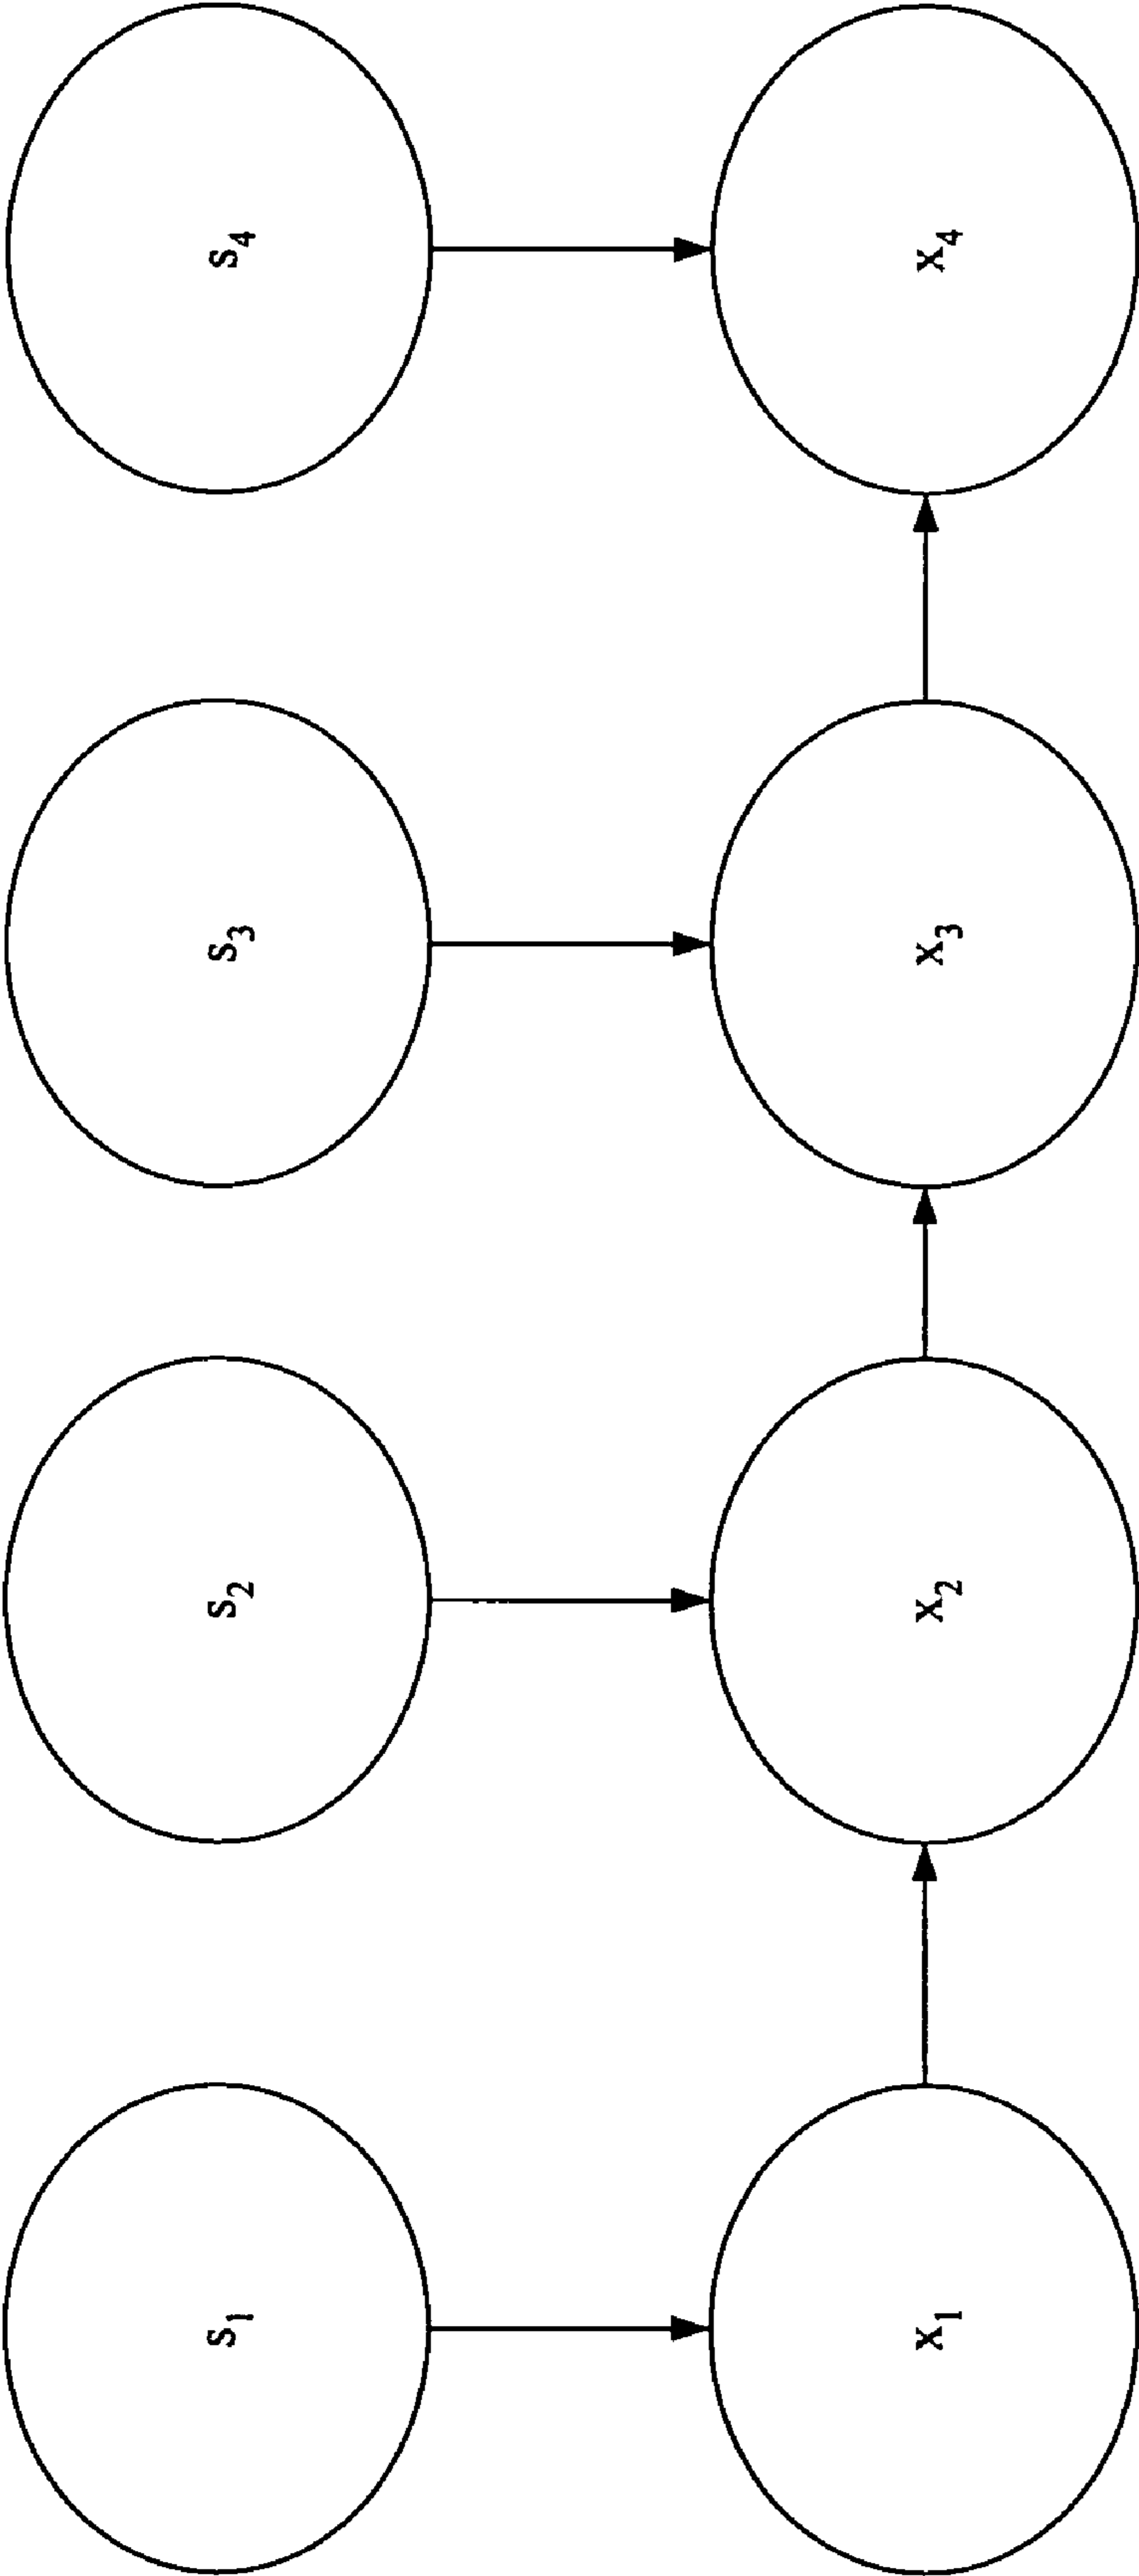 s₁ s₂ s₃ s₄
x₁ x₂ x₃ x₄